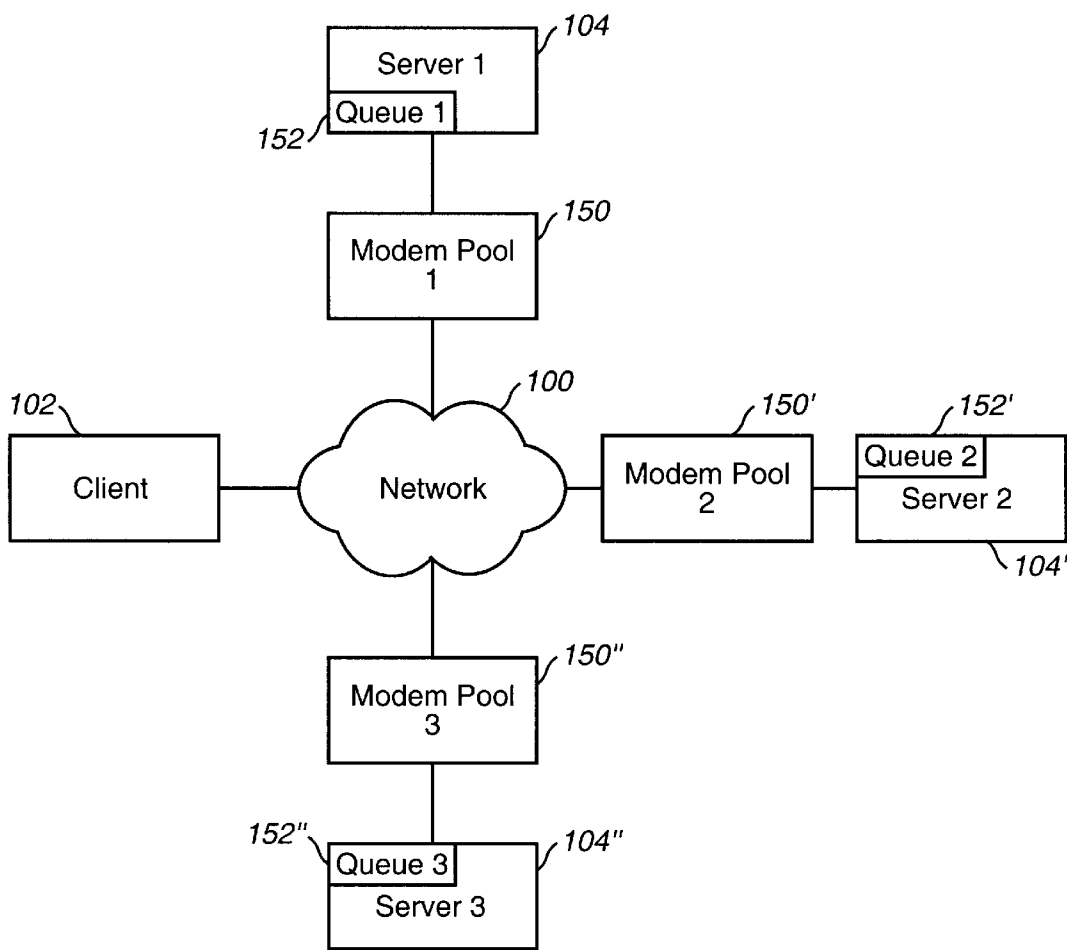 104
Server 1
Queue 1
152
150
Modem Pool
1
100
102
Client
Network
150'
Modem Pool
2
152'
Queue 2
Server 2
104'
150"
Modem Pool
3
152"
Queue 3
104"
Server 3